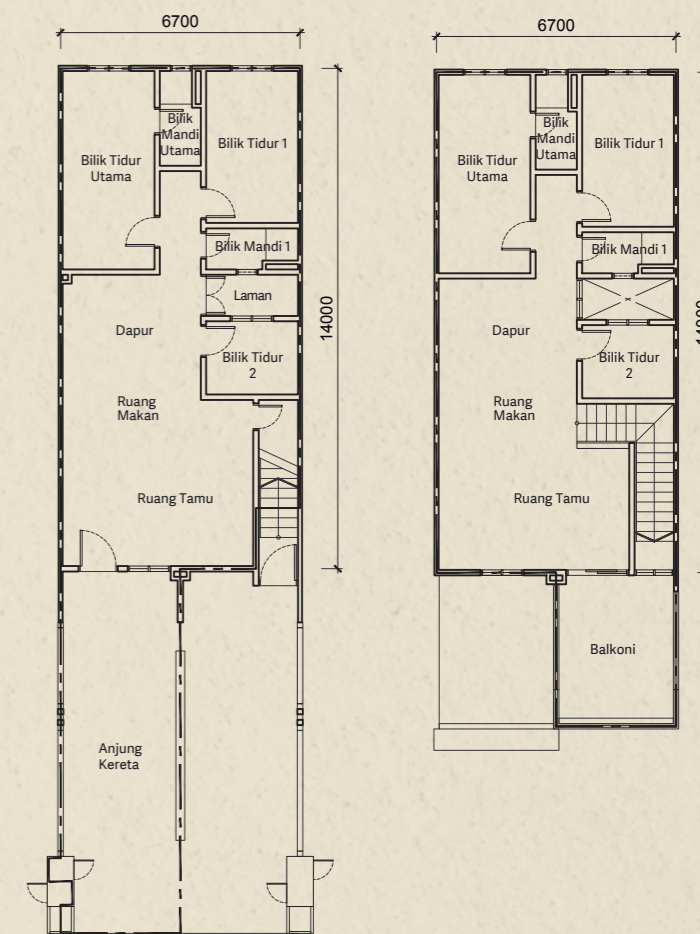 6700
Bilik
Mandi
Utama
Bilik Tidur 1
Bilik Tidur
Utama
Bilik Mandi 1
Laman
14000
Dapur
Bilik Tidur
2
Ruang
Makan
Ruang Tamu
Anjung
Kereta
6700
Bilik
Mandi
Utama
Bilik Tidur 1
Bilik Tidur
Utama
Bilik Mandi 1
Dapur
Bilik Tidur
2
Ruang
Makan
Ruang Tamu
Balkoni